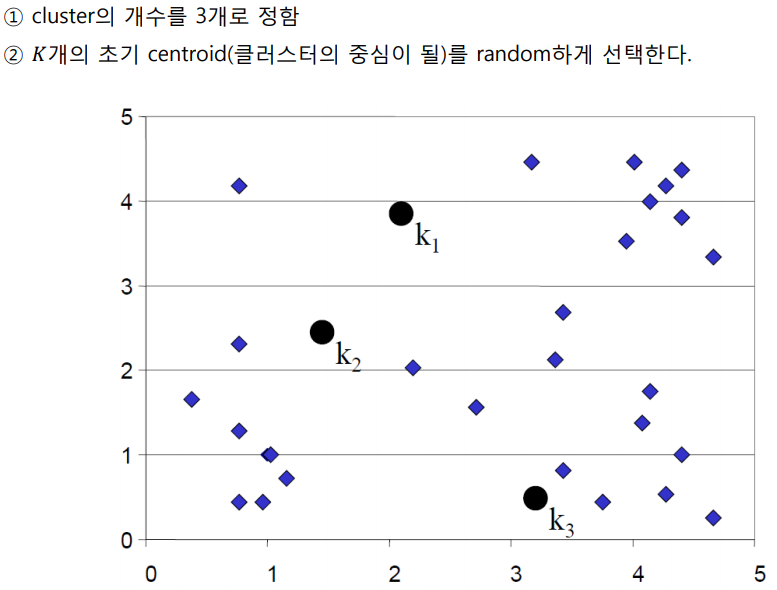 ① cluster의 개수를 3개로 정함
② K개의 초기 centroid(클러스터의 중심이 될)를 random하게 선택한다.
5
4
k₁
3
k₂
2
1
k₃
0
0 1 2 3 4 5